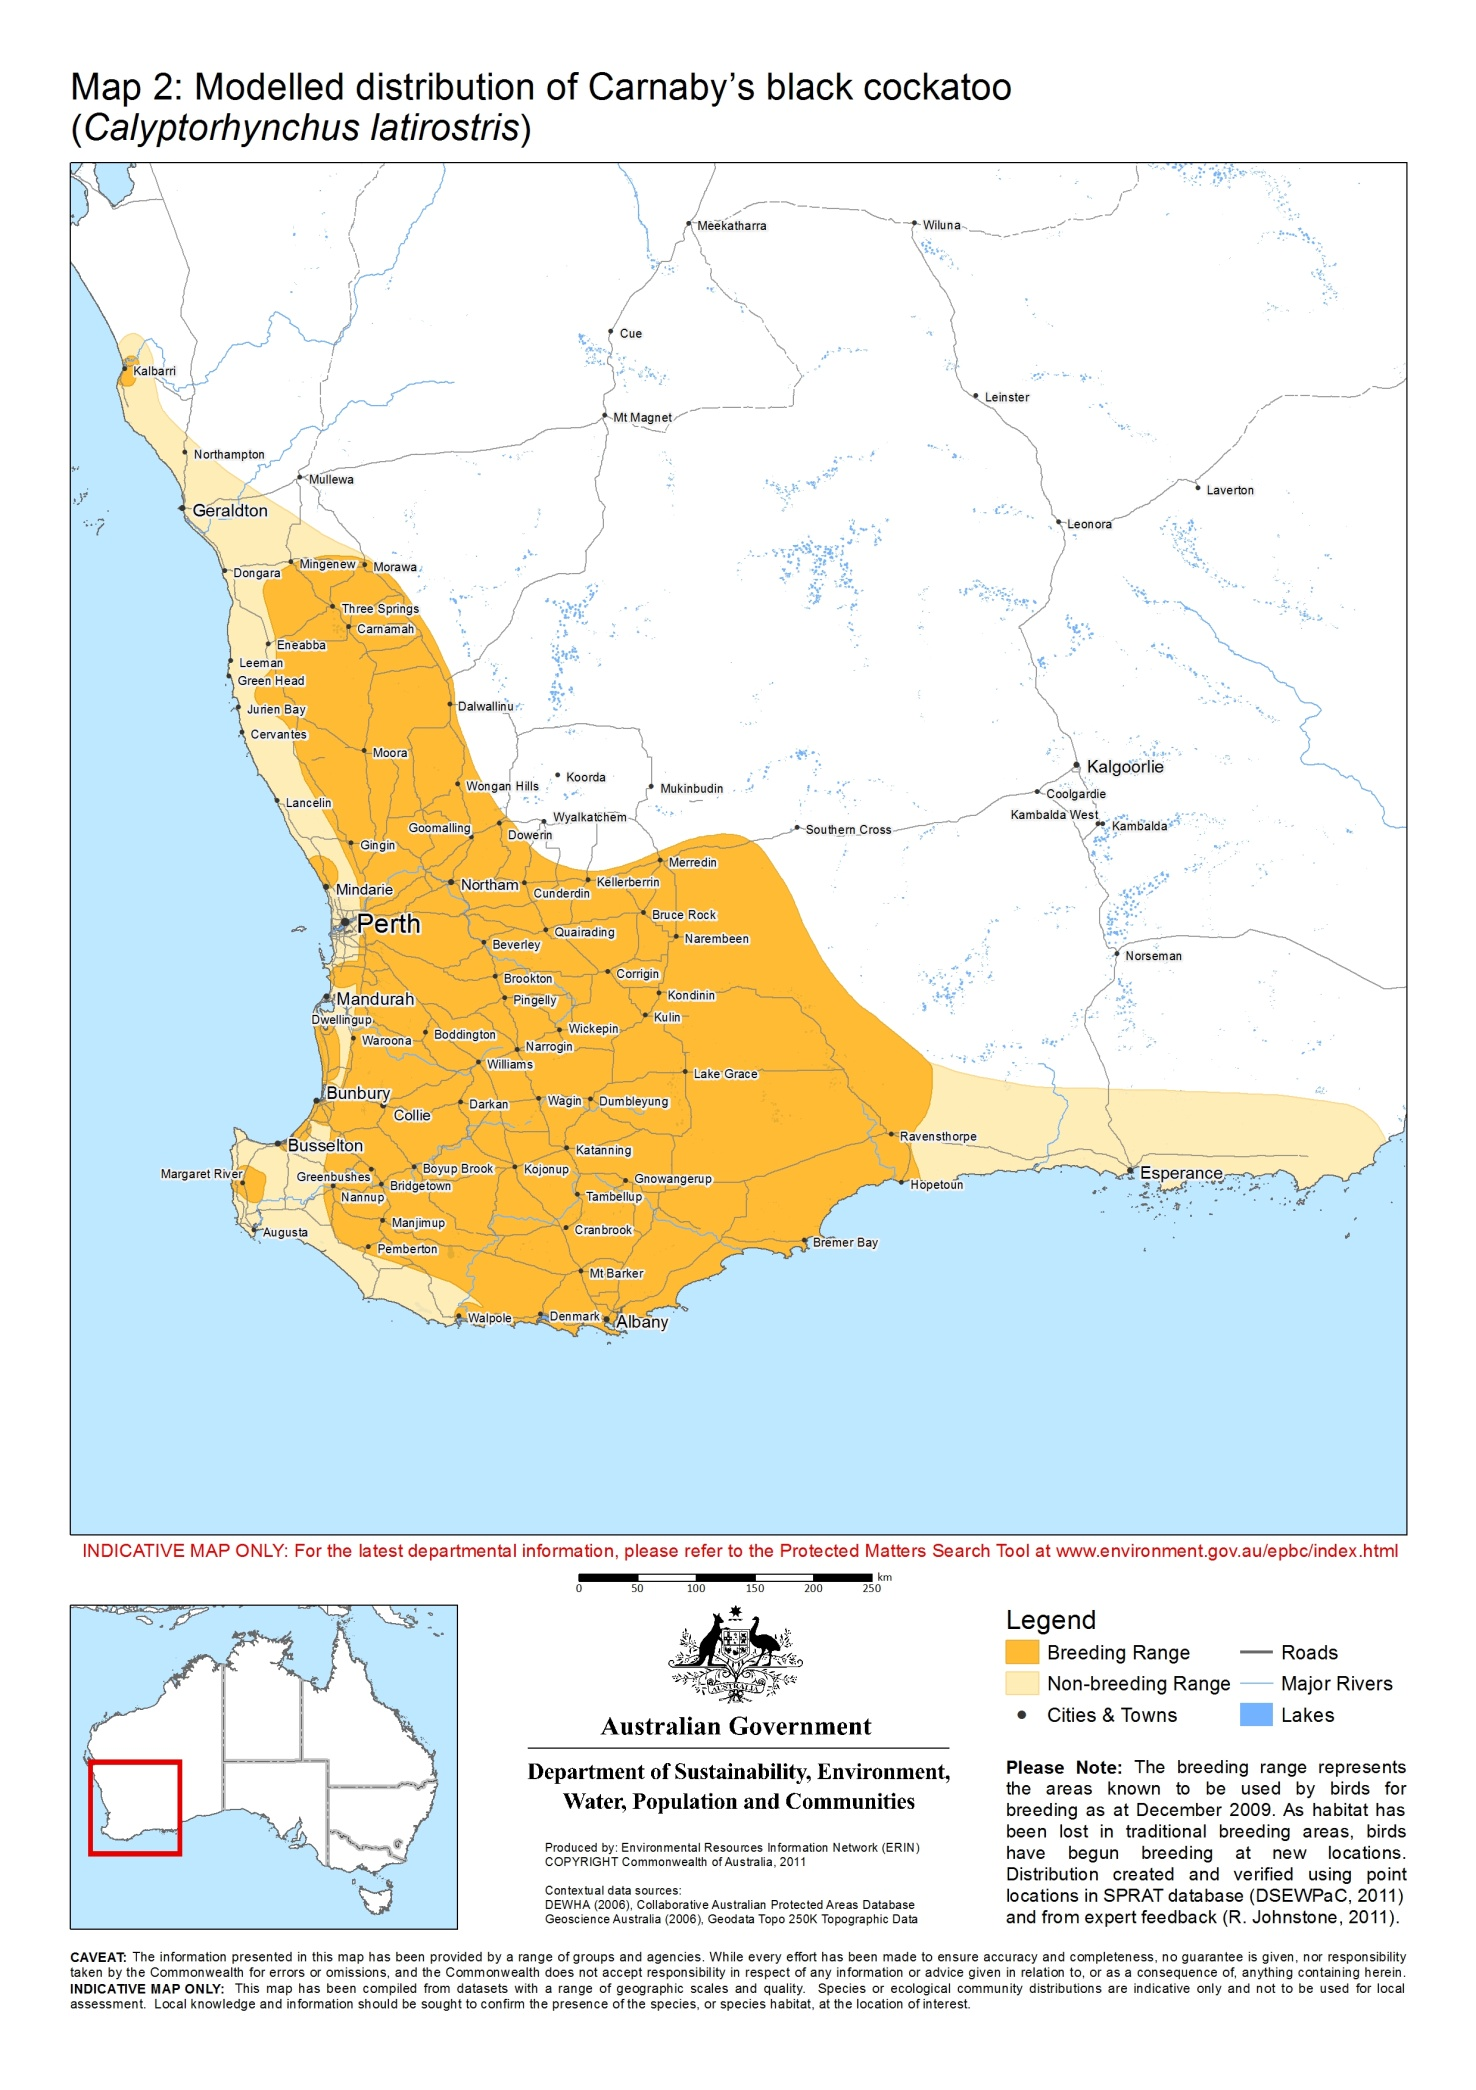 Map 2: Modelled distribution of Carnaby's black cockatoo
(Calyptorhynchus latirostris)
Meekatharra
Wiluna
Cue
Kalbarri
Leinster
Mt Magnet
Northampton
Mullewa
Laverton
Geraldton
Leonora
Mingenew
Morawa
Dongara
Three Springs
Carnamah
Eneabba
Leeman
Green Head
Jurien Bay
Dalwallinu
Cervantes
Moora
Kalgoorlie
Koorda
Wongan Hills
Mukinbudin
Coolgardie
Lancelin
Kambalda West
Wyalkatchem
Kambalda
Goomalling
Dowerin
Southern Cross
Gingin
Merredin
Mindarie
Northam
Kellerberrin
Cunderdin
Perth
Bruce Rock
Quairading
Narembeen
Beverley
Norseman
Brookton
Corrigin
Mandurah
Pingelly
Kondinin
Dwellingup
Kulin
Waroona
Boddington
Wickepin
Narrogin
Williams
Lake Grace
Bunbury
Collie
Darkan
Wagin
Dumbleyung
Ravensthorpe
Busselton
Katanning
Margaret River
Greenbushes
Boyup Brook
Kojonup
Esperance
Bridgetown
Gnowangerup
Hopetoun
Nannup
Tambellup
Manjimup
Cranbrook
Augusta
Bremer Bay
Pemberton
Mt Barker
Walpole
Denmark
Albany
INDICATIVE MAP ONLY: For the latest departmental information, please refer to the Protected Matters Search Tool at www.environment.gov.au/epbc/index.html
km
0 50 100 150 200 250
AUSTRALIA
Australian Government
Department of Sustainability, Environment,
Water, Population and Communities
Produced by: Environmental Resources Information Network (ERIN)
COPYRIGHT Commonwealth of Australia, 2011
Contextual data sources:
DEWHA (2006), Collaborative Australian Protected Areas Database
Geoscience Australia (2006), Geodata Topo 250K Topographic Data
Legend
Breeding Range
Roads
Non-breeding Range
Major Rivers
Cities & Towns
Lakes
Please Note: The breeding range represents
the areas known to be used by birds for
breeding as at December 2009. As habitat has
been lost in traditional breeding areas, birds
have begun breeding at new locations.
Distribution created and verified using point
locations in SPRAT database (DSEWPaC, 2011)
and from expert feedback (R. Johnstone, 2011).
CAVEAT: The information presented in this map has been provided by a range of groups and agencies. While every effort has been made to ensure accuracy and completeness, no guarantee is given, nor responsibility
taken by the Commonwealth for errors or omissions, and the Commonwealth does not accept responsibility in respect of any information or advice given in relation to, or as a consequence of, anything containing herein.
INDICATIVE MAP ONLY: This map has been compiled from datasets with a range of geographic scales and quality. Species or ecological community distributions are indicative only and not to be used for local
assessment. Local knowledge and information should be sought to confirm the presence of the species, or species habitat, at the location of interest.